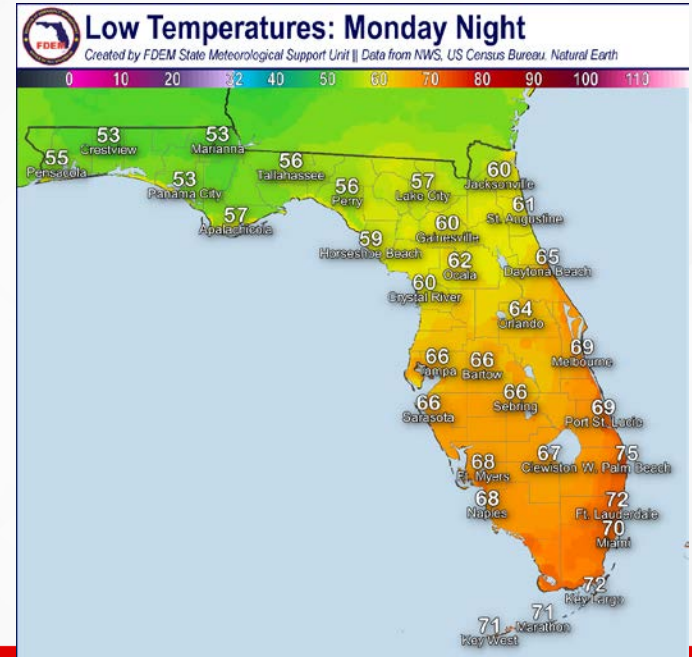 Low Temperatures: Monday Night
Created by FDEM State Meteorological Support Unit || Data from NWS, US Census Bureau, Natural Earth
FDEM
0 10 20 32 40 50 60 70 80 90 100 110
53
Crestview
53
Marianna
55
Pensacola
56
Tallahassee
53
Panama City
56
Perry
57
Lake City
60
Jacksonville
57
Apalachicola
61
St. Augustine
60
Gainesville
59
Horseshoe Beach
62
Ocala
65
Daytona Beach
60
Crystal River
64
Orlando
69
Melbourne
66
Tampa
66
Bartow
66
Sebring
66
Sarasota
69
Port St. Lucie
67
Clewiston
75
W. Palm Beach
68
Ft. Myers
68
Naples
72
Ft. Lauderdale
70
Miami
72
Key Largo
71
Marathon
71
Key West